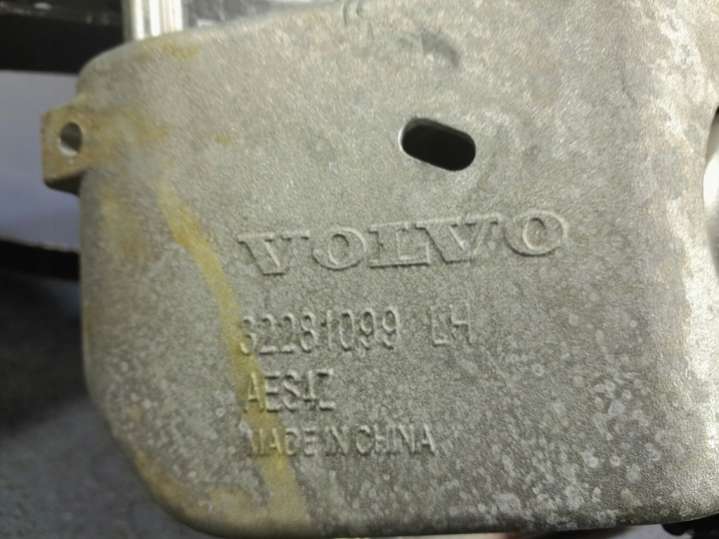 VOLVO
32281099 LH
AES4Z
MADE IN CHINA